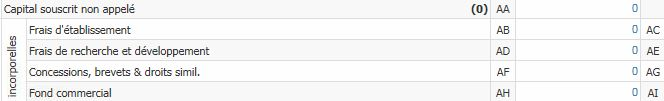 Capital souscrit non appelé (0) AA 0
incorporelles
Frais d'établissement AB 0 AC
Frais de recherche et développement AD 0 AE
Concessions, brevets & droits simil. AF 0 AG
Fond commercial AH 0 AI